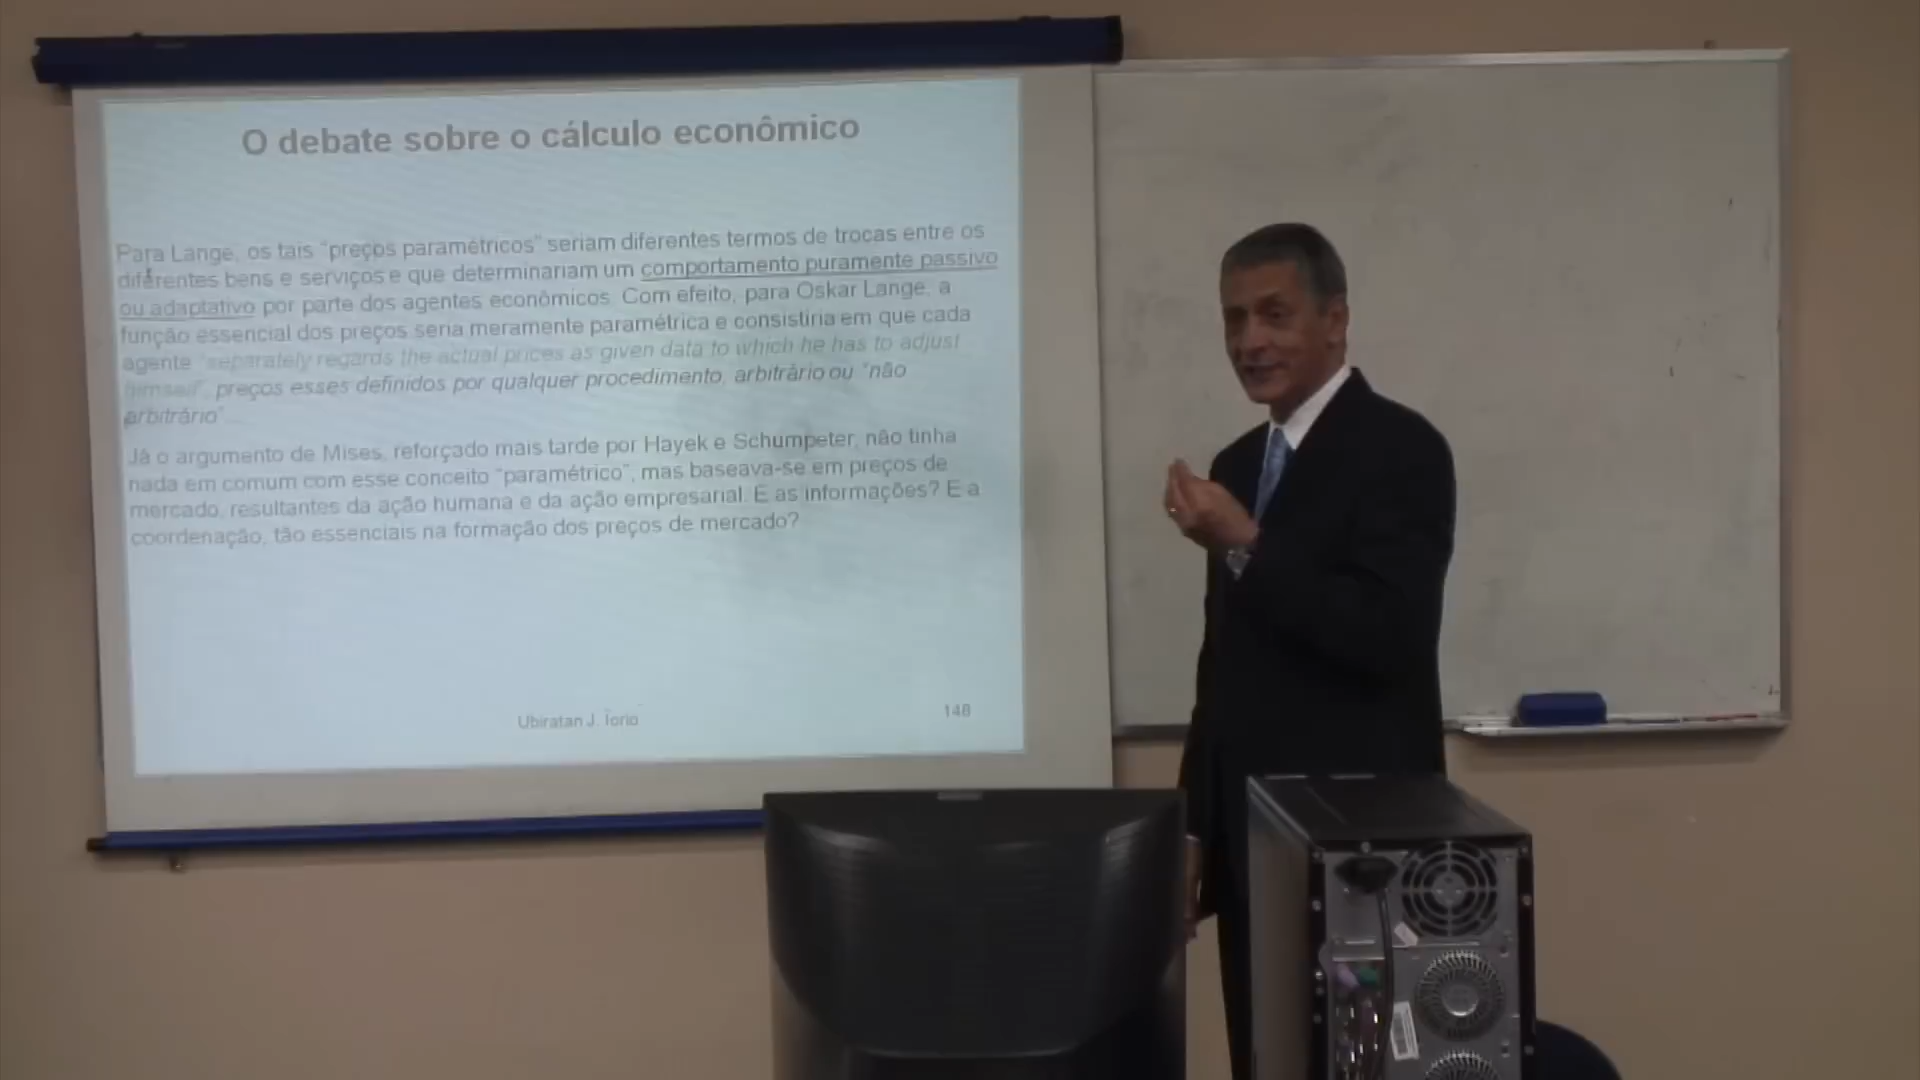 O debate sobre o cálculo econômico
Para Lange, os tais “preços paramétricos” seriam diferentes termos de trocas entre os
diferentes bens e serviços e que determinariam um comportamento puramente passivo
ou adaptativo por parte dos agentes econômicos. Com efeito, para Oskar Lange, a
função essencial dos preços seria meramente paramétrica e consistiria em que cada
agente “separately regards the actual prices as given data to which he has to adjust
himself”, preços esses definidos por qualquer procedimento, arbitrário ou “não
arbitrário”...
Já o argumento de Mises, reforçado mais tarde por Hayek e Schumpeter, não tinha
nada em comum com esse conceito “paramétrico”, mas baseava-se em preços de
mercado, resultantes da ação humana e da ação empresarial. E as informações? E a
coordenação, tão essenciais na formação dos preços de mercado?
Ubiratan J. Iorio
148